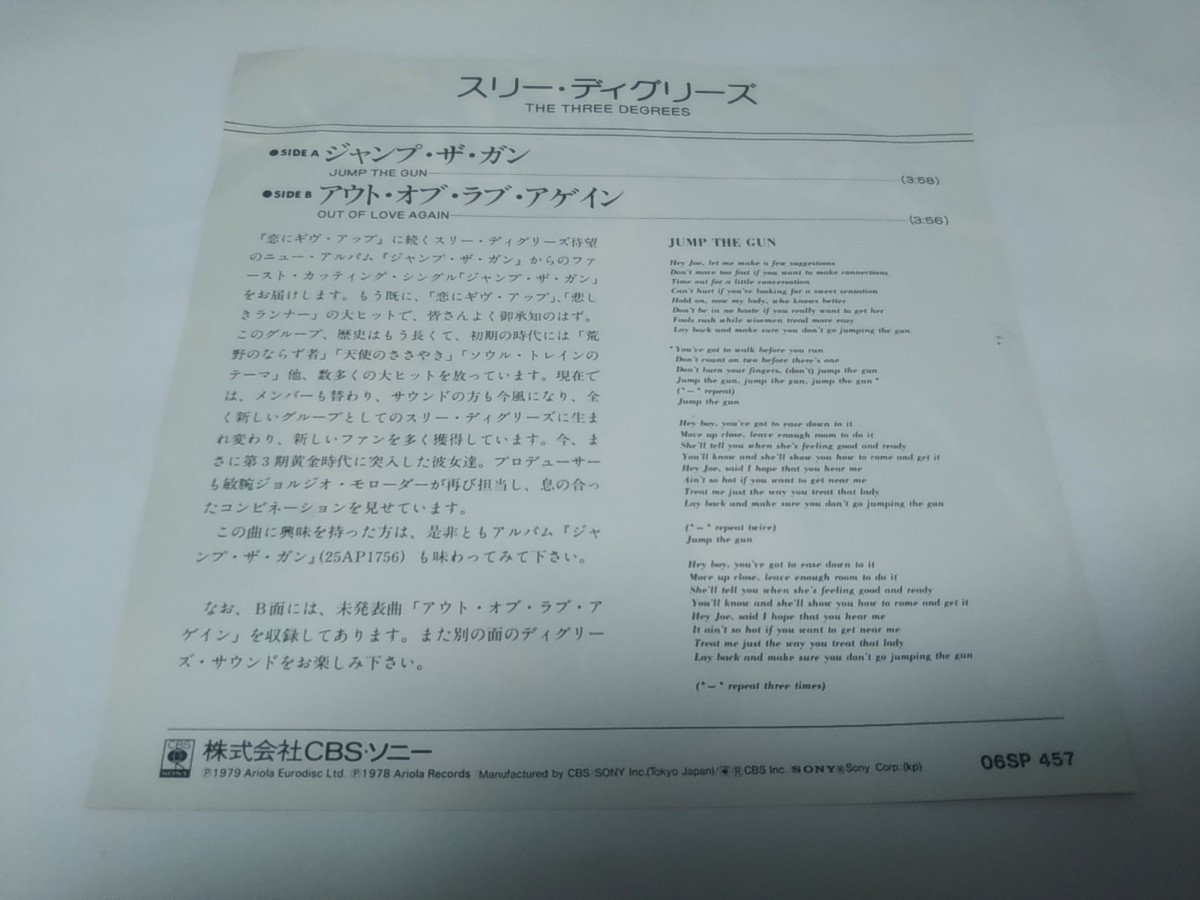 スリー・ディグリーズ
THE THREE DEGREES
●SIDE A ジャンプ・ザ・ガン
JUMP THE GUN (3:58)
●SIDE B アウト・オブ・ラブ・アゲイン
OUT OF LOVE AGAIN (3:56)
『恋にギヴ・アップ』に続くスリー・ディグリーズ待望
のニュー・アルバム『ジャンプ・ザ・ガン』からのファ
ースト・カッティング・シングル「ジャンプ・ザ・ガン」
をお届けします。もう既に、「恋にギヴ・アップ」、「悲し
きランナー」の大ヒットで、皆さんよく御承知のはず。
このグループ、歴史はもう長くて、初期の時代には「荒
野のならず者」「天使のささやき」「ソウル・トレインの
テーマ」他、数多くの大ヒットを放っています。現在で
は、メンバーも替わり、サウンドの方も今風になり、全
く新しいグループとしてのスリー・ディグリーズに生ま
れ変わり、新しいファンを多く獲得しています。今、ま
さに第3期黄金時代に突入した彼女達。プロデューサー
も敏腕ジョルジオ・モローダーが再び担当し、息の合っ
たコンビネーションを見せています。
この曲に興味を持った方は、是非ともアルバム『ジャ
ンプ・ザ・ガン』(25AP1756) も味わってみて下さい。
なお、B面には、未発表曲「アウト・オブ・ラブ・ア
ゲイン」を収録してあります。また別の面のディグリー
ズ・サウンドをお楽しみ下さい。
JUMP THE GUN
Hey Joe, let me make a few suggestions
Don't move too fast if you want to make connections
Time out for a little conversation
Can't hurt if you're looking for a sweet sensation
Hold on, now my lady, who knows better
Don't be in no haste if you really want to get her
Fools rush while wisemen tread more easy
Lay back and make sure you don't go jumping the gun
*You've got to walk before you run
Don't count on two before there's one
Don't burn your fingers, (don't) jump the gun
Jump the gun, jump the gun, jump the gun*
(*–* repeat)
Jump the gun
Hey boy, you've got to ease down to it
Move up close, leave enough room to do it
She'll tell you when she's feeling good and ready
You'll know and she'll show you how to come and get it
Hey Joe, said I hope that you hear me
Ain't so hot if you want to get near me
Treat me just the way you treat that lady
Lay back and make sure you don't go jumping the gun
(*–* repeat twice)
Jump the gun
Hey boy, you've got to ease down to it
Move up close, leave enough room to do it
She'll tell you when she's feeling good and ready
You'll know and she'll show you how to come and get it
Hey Joe, said I hope that you hear me
It ain't so hot if you want to get near me
Treat me just the way you treat that lady
Lay back and make sure you don't go jumping the gun
(*–* repeat three times)
CBS SONY 株式会社CBS・ソニー
Ⓟ1979 Ariola Eurodisc Ltd. Ⓟ1978 Ariola Records Manufactured by CBS/SONY Inc.(Tokyo Japan)/®CBS Inc. SONY®Sony Corp.(kp)
06SP 457